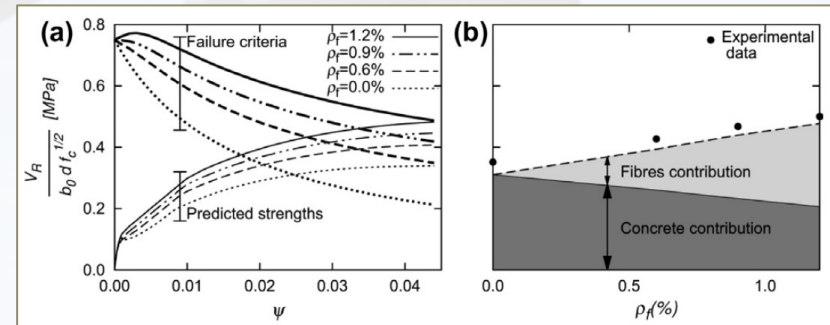 (a)
Failure criteria
ρf=1.2%
ρf=0.9%
ρf=0.6%
ρf=0.0%
Predicted strengths
VR
b0 d fc1/2
[MPa]
0.8
0.6
0.4
0.2
0.0
0.00 0.01 0.02 0.03 0.04
ψ
(b)
Experimental
data
Fibres contribution
Concrete contribution
0.0 0.5 1.0
ρf(%)